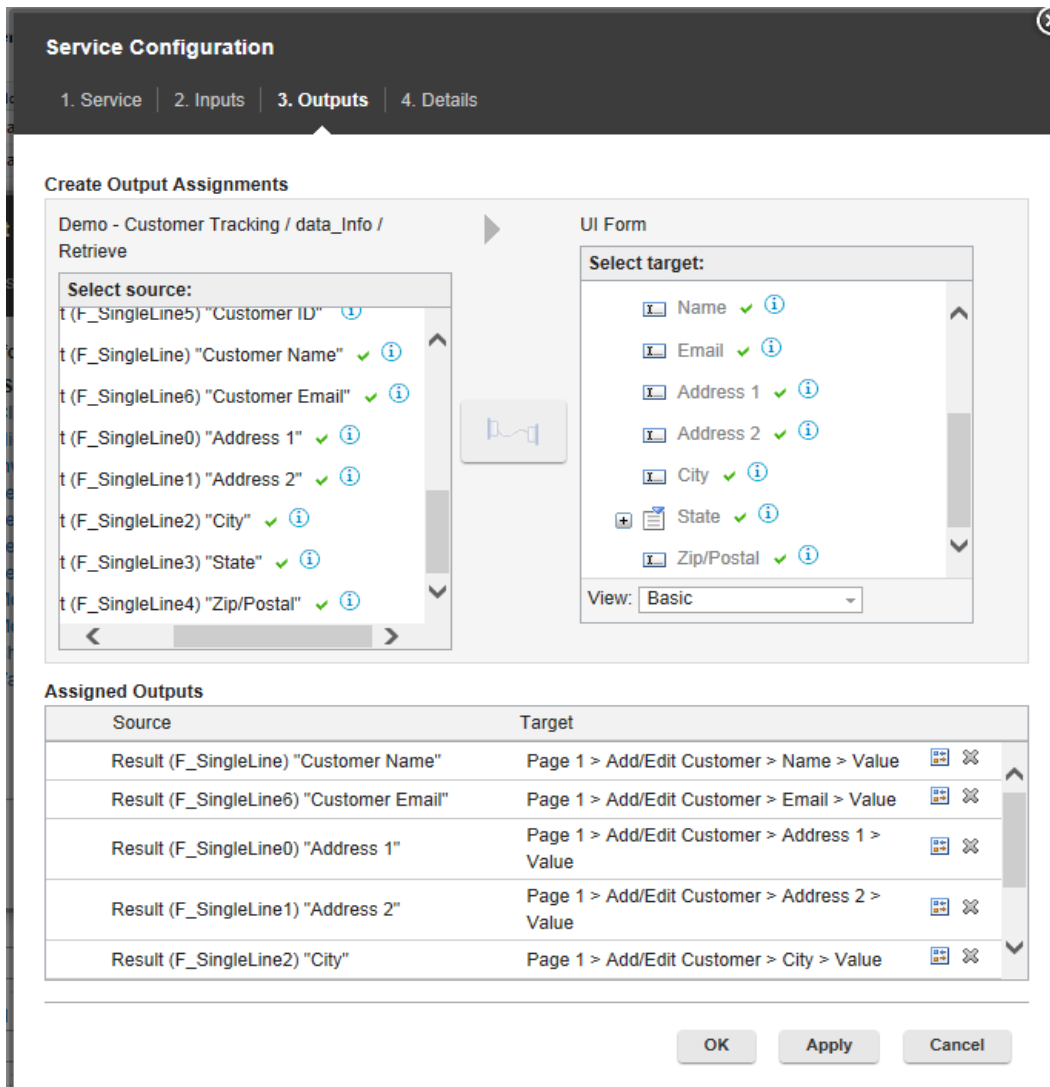 Service Configuration
1. Service 2. Inputs 3. Outputs 4. Details
Create Output Assignments
Demo - Customer Tracking / data_Info /
Retrieve
Select source:
t (F_SingleLine5) "Customer ID"
t (F_SingleLine) "Customer Name"
t (F_SingleLine6) "Customer Email"
t (F_SingleLine0) "Address 1"
t (F_SingleLine1) "Address 2"
t (F_SingleLine2) "City"
t (F_SingleLine3) "State"
t (F_SingleLine4) "Zip/Postal"
UI Form
Select target:
Name
Email
Address 1
Address 2
City
State
Zip/Postal
View: Basic
Assigned Outputs
Source Target
Result (F_SingleLine) "Customer Name" Page 1 > Add/Edit Customer > Name > Value
Result (F_SingleLine6) "Customer Email" Page 1 > Add/Edit Customer > Email > Value
Result (F_SingleLine0) "Address 1" Page 1 > Add/Edit Customer > Address 1 >
Value
Result (F_SingleLine1) "Address 2" Page 1 > Add/Edit Customer > Address 2 >
Value
Result (F_SingleLine2) "City" Page 1 > Add/Edit Customer > City > Value
OK Apply Cancel